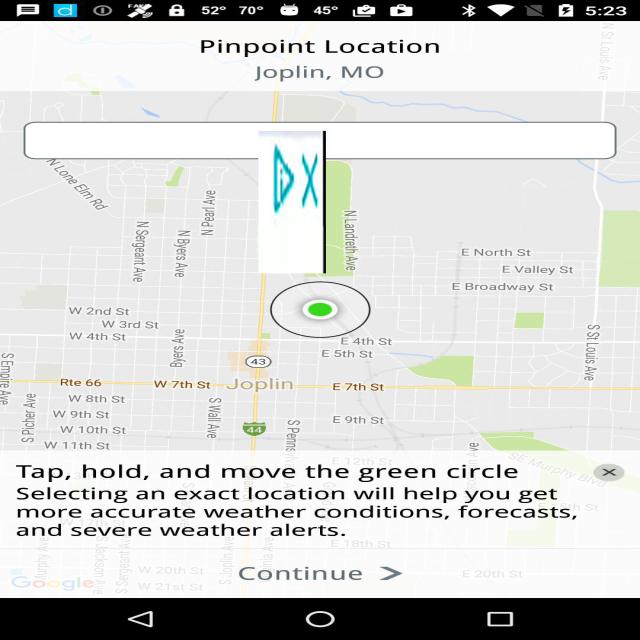 52° 70° 45° 5:23
Pinpoint Location
Joplin, MO
N St Louis Ave
N Lone Elm Rd
N Pearl Ave
N Sergeant Ave
N Byers Ave
N Landreth Ave
X
E North St
E Valley St
E Broadway St
W 2nd St
W 3rd St
W 4th St
Byers Ave
E 4th St
E 5th St
S St Louis Ave
43
S Empire Ave
Rte 66
W 7th St
Joplin
E 7th St
W 8th St
S Picher Ave
W 9th St
S Wall Ave
E 9th St
W 10th St
44
W 11th St
E 12th St
SE Murphy Blvd
Tap, hold, and move the green circle
Selecting an exact location will help you get
more accurate weather conditions, forecasts,
and severe weather alerts.
E 18th St
Continue
W 20th St
E 20th St
Google
W 21st St